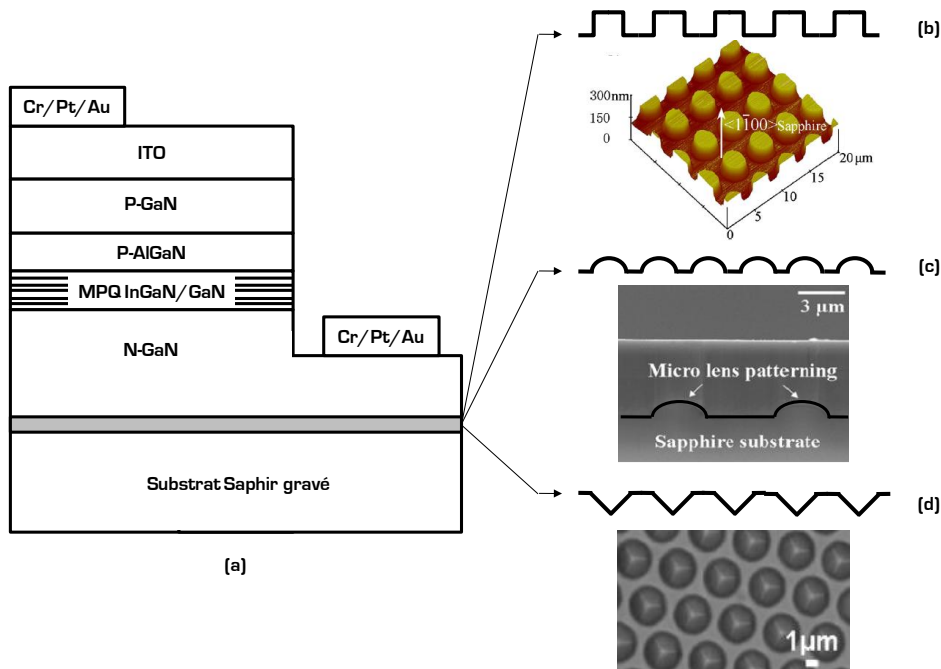 Cr/Pt/Au
ITO
P-GaN
P-AlGaN
MPQ InGaN/GaN
N-GaN
Cr/Pt/Au
Substrat Saphir gravé
(a)
(b)
300nm
150
0
<1-100>Sapphire
20 μm
15
10
5
0
(c)
3 μm
Micro lens patterning
Sapphire substrate
(d)
1μm